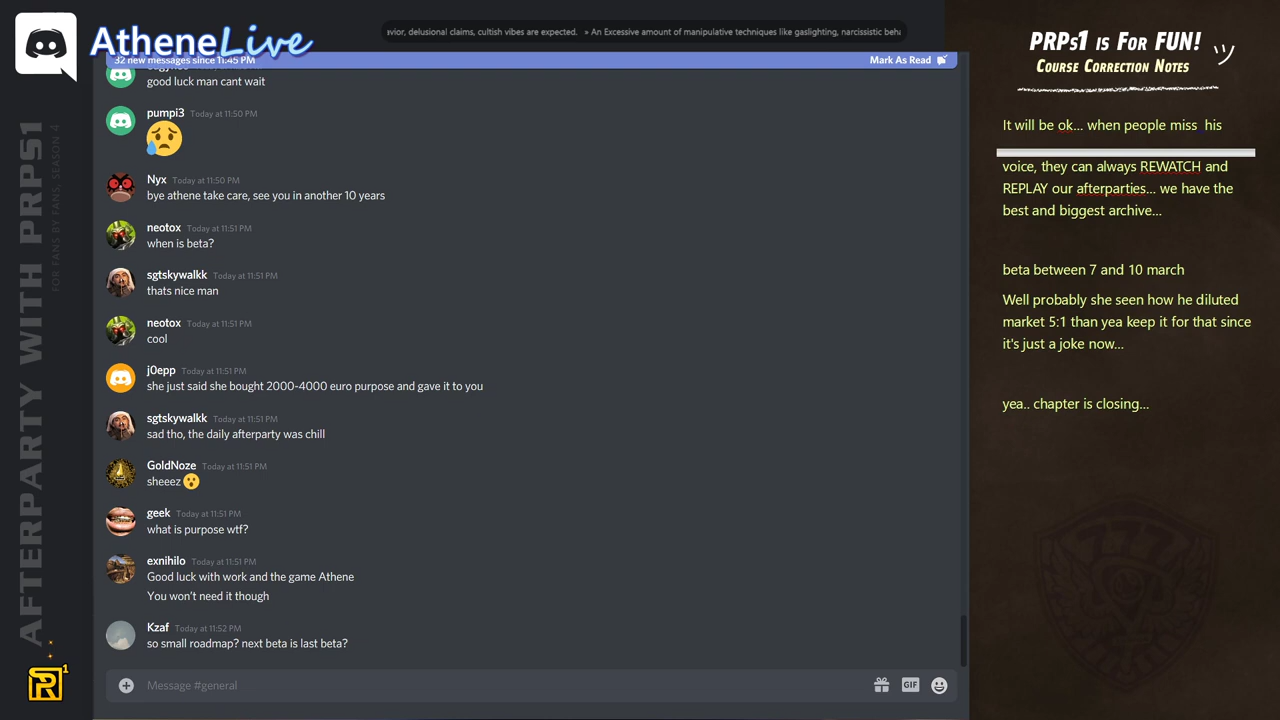 AtheneLive
evior, delusional claims, cultish vibes are expected. » An Excessive amount of manipulative techniques like gaslighting, narcissistic beha
32 new messages since 11:45 PM
Mark As Read
good luck man cant wait
pumpi3 Today at 11:50 PM
Nyx Today at 11:50 PM
bye athene take care, see you in another 10 years
neotox Today at 11:51 PM
when is beta?
sgtskywalkk Today at 11:51 PM
thats nice man
neotox Today at 11:51 PM
cool
j0epp Today at 11:51 PM
she just said she bought 2000-4000 euro purpose and gave it to you
sgtskywalkk Today at 11:51 PM
sad tho, the daily afterparty was chill
GoldNoze Today at 11:51 PM
sheeez
geek Today at 11:51 PM
what is purpose wtf?
exnihilo Today at 11:51 PM
Good luck with work and the game Athene
You won't need it though
Kzaf Today at 11:52 PM
so small roadmap? next beta is last beta?
Message #general
GIF
AFTERPARTY WITH PRPS1
FOR FANS BY FANS, SEASON 4
R1
PRPs1 is For FUN! ツ
Course Correction Notes
It will be ok... when people miss his
voice, they can always REWATCH and
REPLAY our afterparties... we have the
best and biggest archive...
beta between 7 and 10 march
Well probably she seen how he diluted
market 5:1 than yea keep it for that since
it's just a joke now...
yea.. chapter is closing...
777